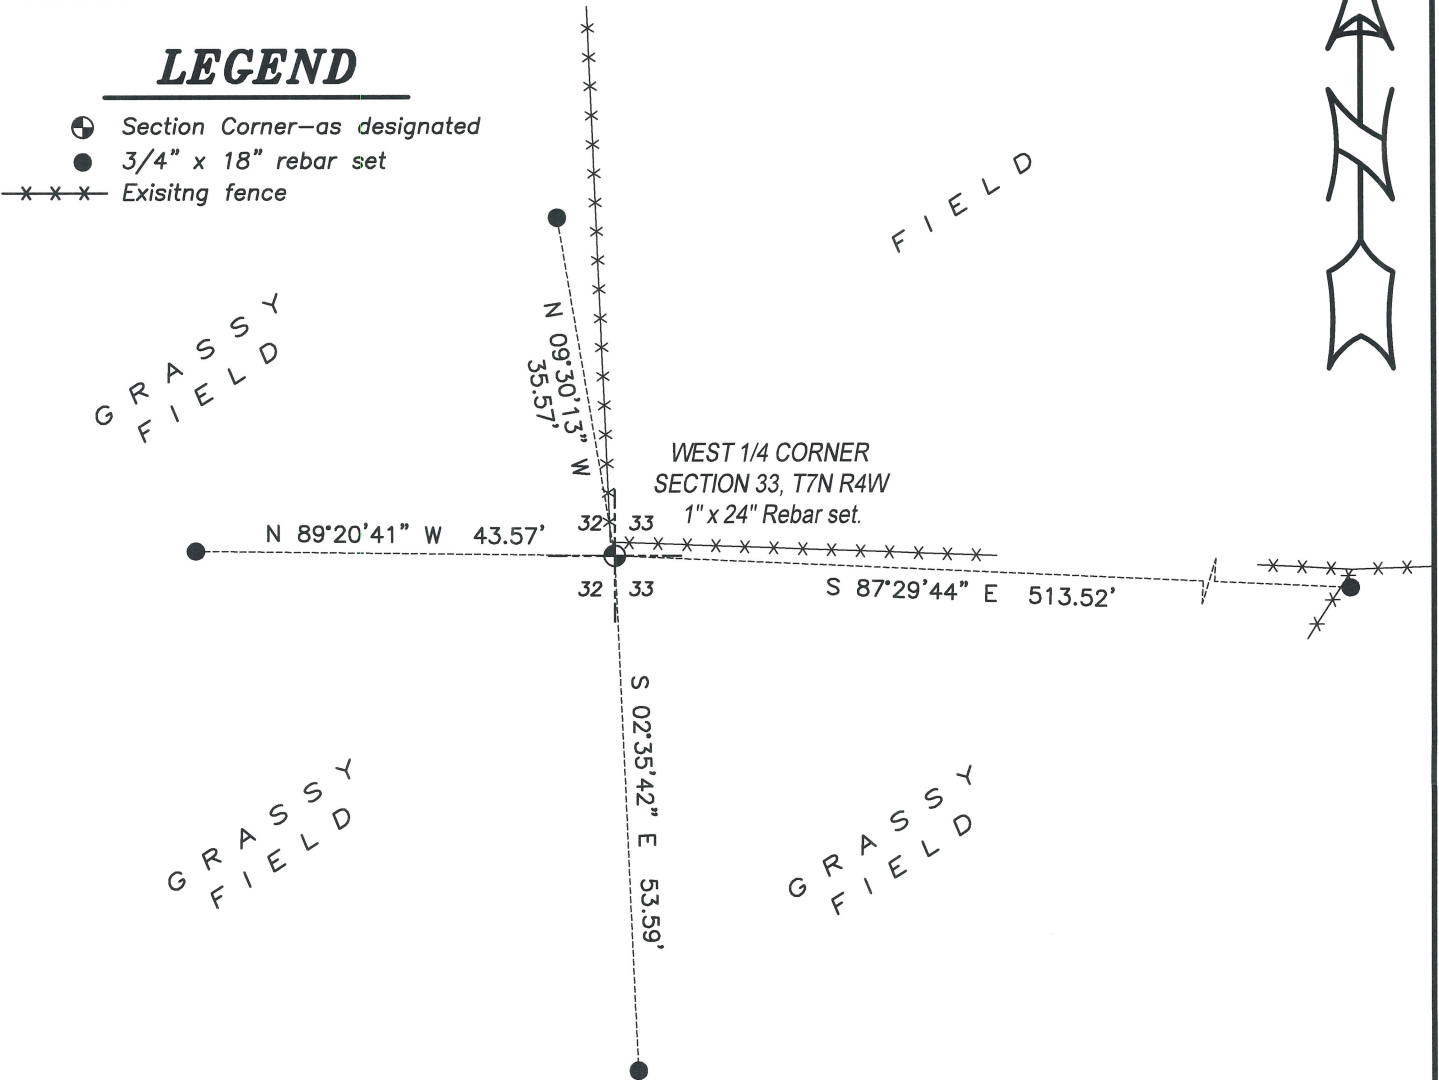 LEGEND
Section Corner-as designated
3/4" x 18" rebar set
Exisitng fence
N
FIELD
GRASSY
FIELD
N 09°30'13" W
35.57'
WEST 1/4 CORNER
SECTION 33, T7N R4W
1" x 24" Rebar set.
N 89°20'41" W 43.57'
32 33
32 33
S 87°29'44" E 513.52'
S 02°35'42" E 53.59'
GRASSY
FIELD
GRASSY
FIELD